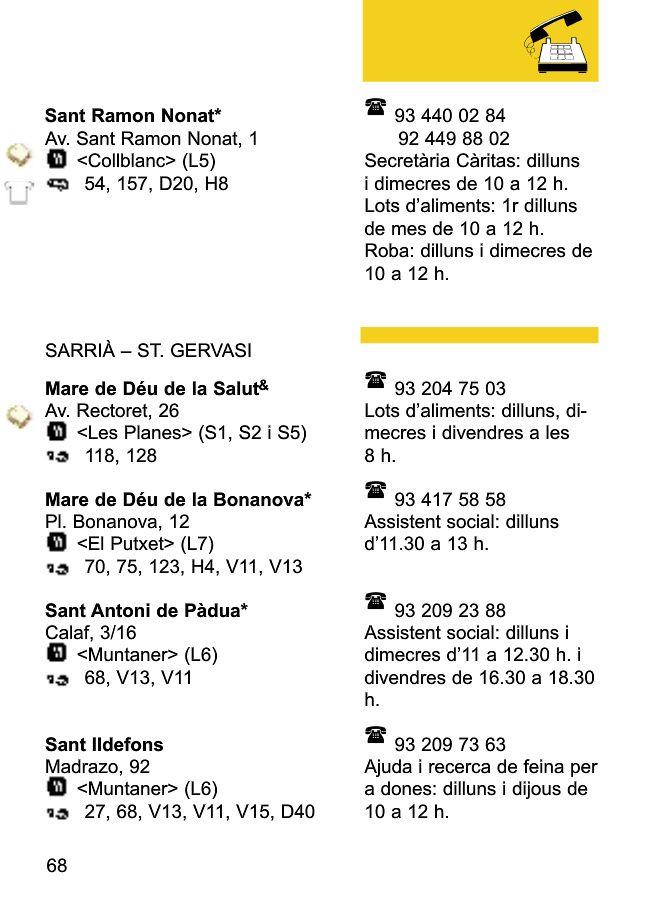 Sant Ramon Nonat*
Av. Sant Ramon Nonat, 1
<Collblanc> (L5)
54, 157, D20, H8
93 440 02 84
92 449 88 02
Secretària Càritas: dilluns
i dimecres de 10 a 12 h.
Lots d'aliments: 1r dilluns
de mes de 10 a 12 h.
Roba: dilluns i dimecres de
10 a 12 h.
SARRIÀ – ST. GERVASI
Mare de Déu de la Salut&
Av. Rectoret, 26
<Les Planes> (S1, S2 i S5)
118, 128
93 204 75 03
Lots d'aliments: dilluns, di-
mecres i divendres a les
8 h.
Mare de Déu de la Bonanova*
Pl. Bonanova, 12
<El Putxet> (L7)
70, 75, 123, H4, V11, V13
93 417 58 58
Assistent social: dilluns
d'11.30 a 13 h.
Sant Antoni de Pàdua*
Calaf, 3/16
<Muntaner> (L6)
68, V13, V11
93 209 23 88
Assistent social: dilluns i
dimecres d'11 a 12.30 h. i
divendres de 16.30 a 18.30
h.
Sant Ildefons
Madrazo, 92
<Muntaner> (L6)
27, 68, V13, V11, V15, D40
93 209 73 63
Ajuda i recerca de feina per
a dones: dilluns i dijous de
10 a 12 h.
68